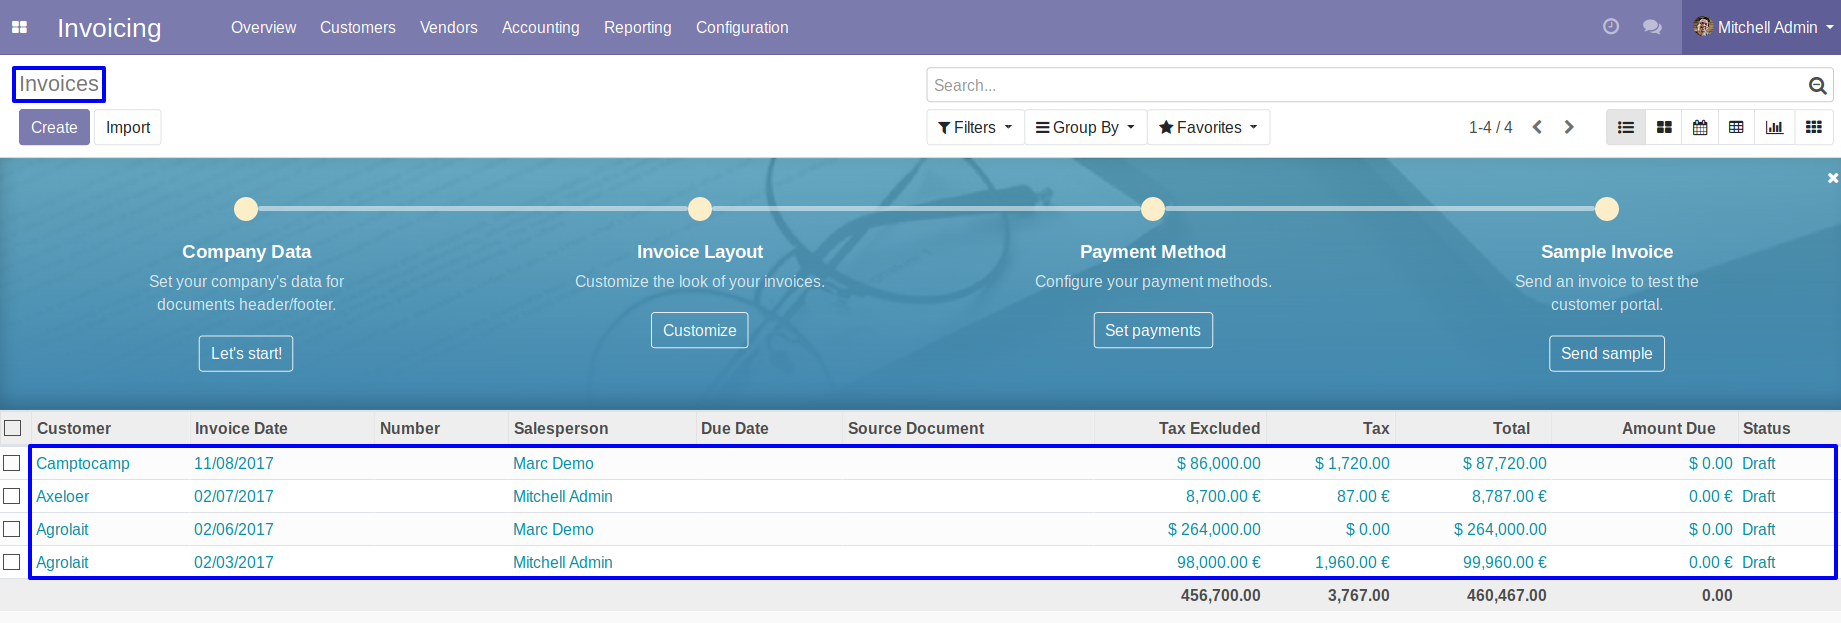 Invoicing Overview Customers Vendors Accounting Reporting Configuration Mitchell Admin
Invoices
Search...
Create Import Filters Group By Favorites 1-4 / 4
Company Data Invoice Layout Payment Method Sample Invoice
Set your company's data for Customize the look of your invoices. Configure your payment methods. Send an invoice to test the
documents header/footer. customer portal.
Customize Set payments
Let's start! Send sample
Customer Invoice Date Number Salesperson Due Date Source Document Tax Excluded Tax Total Amount Due Status
Camptocamp 11/08/2017 Marc Demo $ 86,000.00 $ 1,720.00 $ 87,720.00 $ 0.00 Draft
Axeloer 02/07/2017 Mitchell Admin 8,700.00 € 87.00 € 8,787.00 € 0.00 € Draft
Agrolait 02/06/2017 Marc Demo $ 264,000.00 $ 0.00 $ 264,000.00 $ 0.00 Draft
Agrolait 02/03/2017 Mitchell Admin 98,000.00 € 1,960.00 € 99,960.00 € 0.00 € Draft
456,700.00 3,767.00 460,467.00 0.00